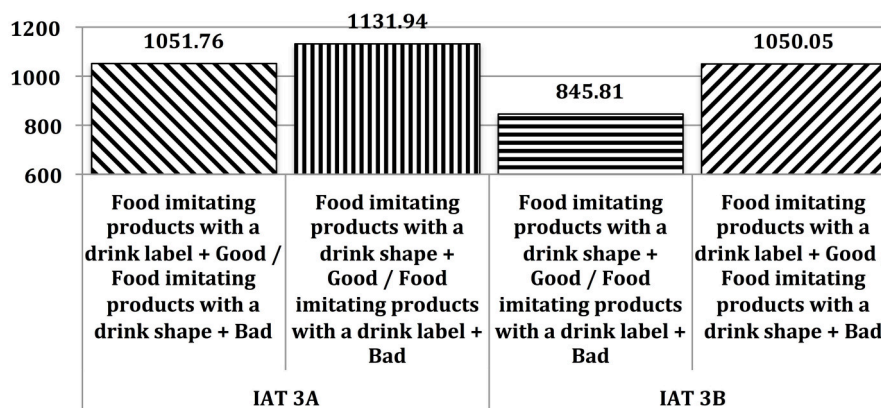 1200
1000
800
600
1051.76
1131.94
845.81
1050.05
Food imitating
products with a
drink label + Good /
Food imitating
products with a
drink shape + Bad
Food imitating
products with a
drink shape +
Good / Food
imitating products
with a drink label +
Bad
Food imitating
products with a
drink shape +
Good / Food
imitating products
with a drink label +
Bad
Food imitating
products with a
drink label + Good
Food imitating
products with a
drink shape + Bad
IAT 3A
IAT 3B